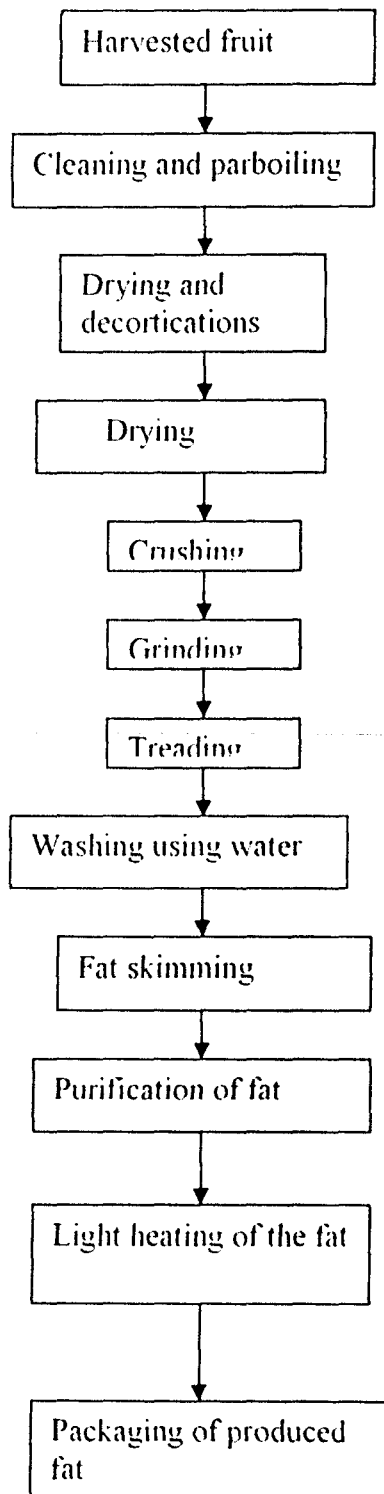 Harvested fruit
Cleaning and parboiling
Drying and
decortications
Drying
Crushing
Grinding
Treading
Washing using water
Fat skimming
Purification of fat
Light heating of the fat
Packaging of produced
fat